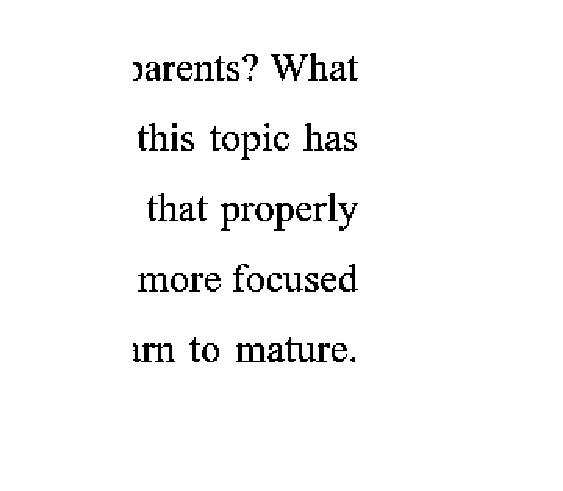 parents? What
this topic has
that properly
more focused
to mature.